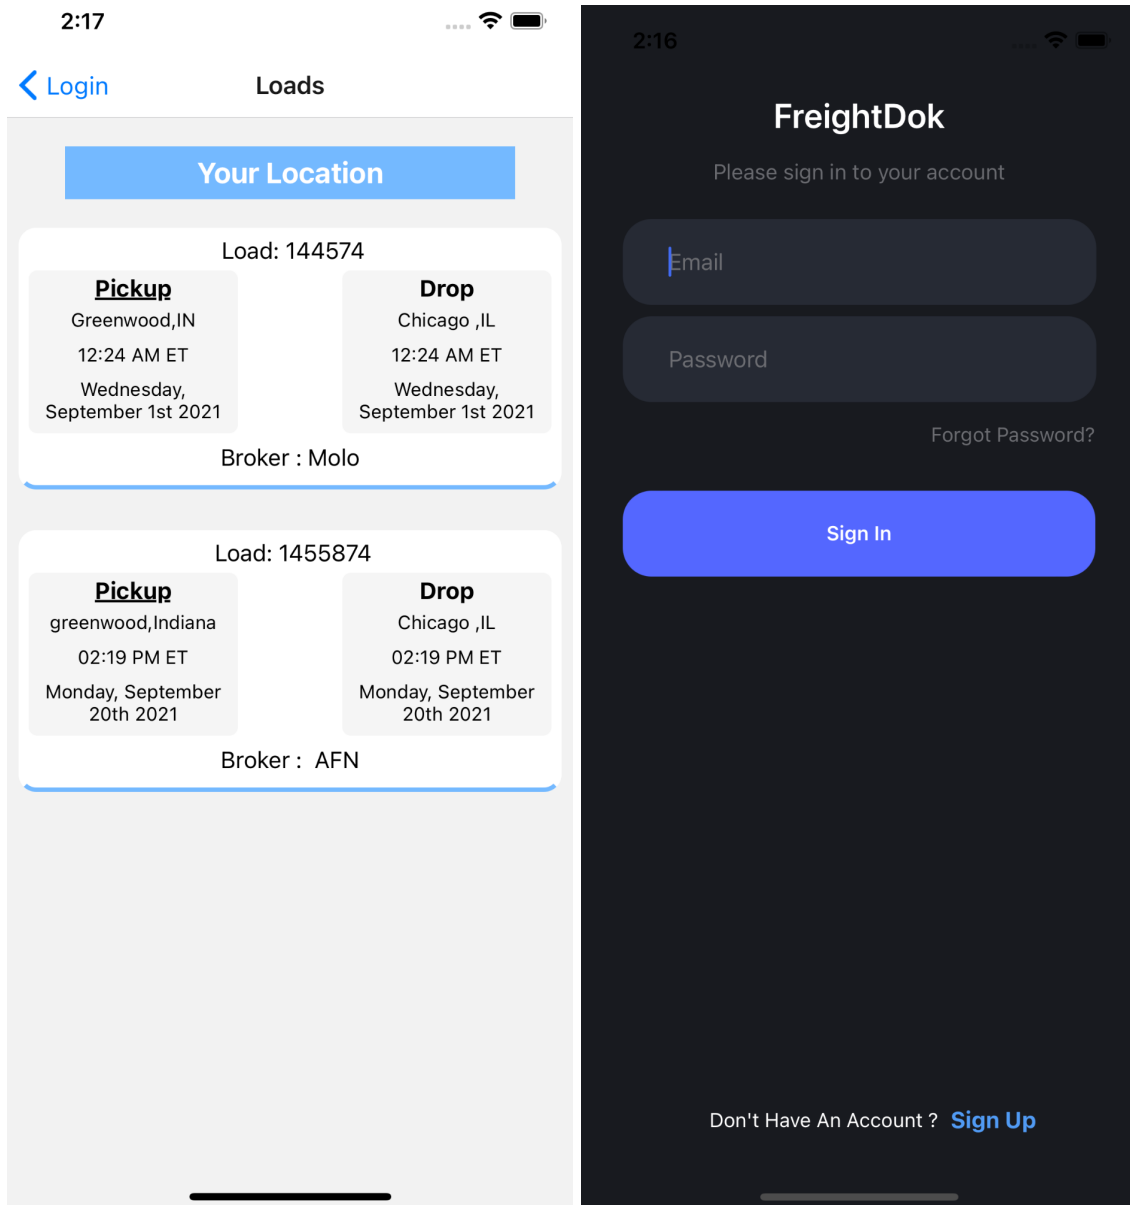 2:17
Login
Loads
Your Location
Load: 144574
Pickup
Greenwood,IN
12:24 AM ET
Wednesday,
September 1st 2021
Drop
Chicago ,IL
12:24 AM ET
Wednesday,
September 1st 2021
Broker : Molo
Load: 1455874
Pickup
greenwood,Indiana
02:19 PM ET
Monday, September
20th 2021
Drop
Chicago ,IL
02:19 PM ET
Monday, September
20th 2021
Broker :  AFN
2:16
FreightDok
Please sign in to your account
Email
Password
Forgot Password?
Sign In
Don't Have An Account ? Sign Up